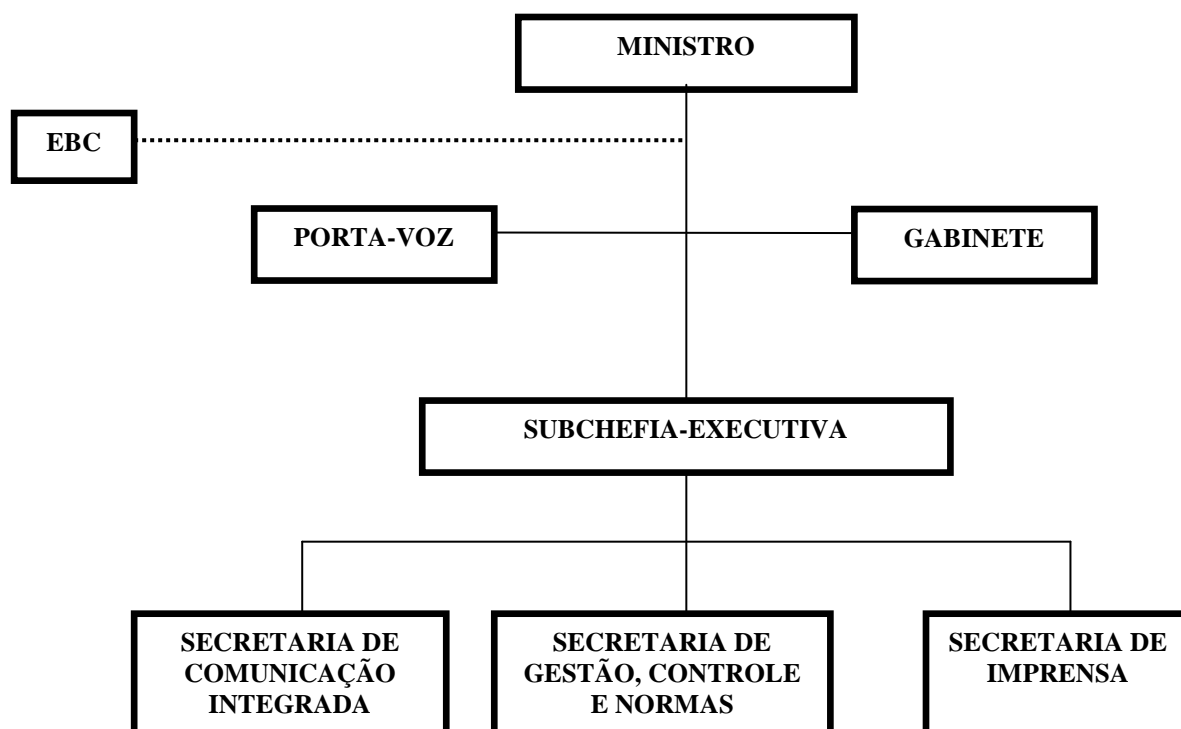 MINISTRO
EBC
PORTA-VOZ
GABINETE
SUBCHEFIA-EXECUTIVA
SECRETARIA DE
COMUNICAÇÃO
INTEGRADA
SECRETARIA DE
GESTÃO, CONTROLE
E NORMAS
SECRETARIA DE
IMPRENSA